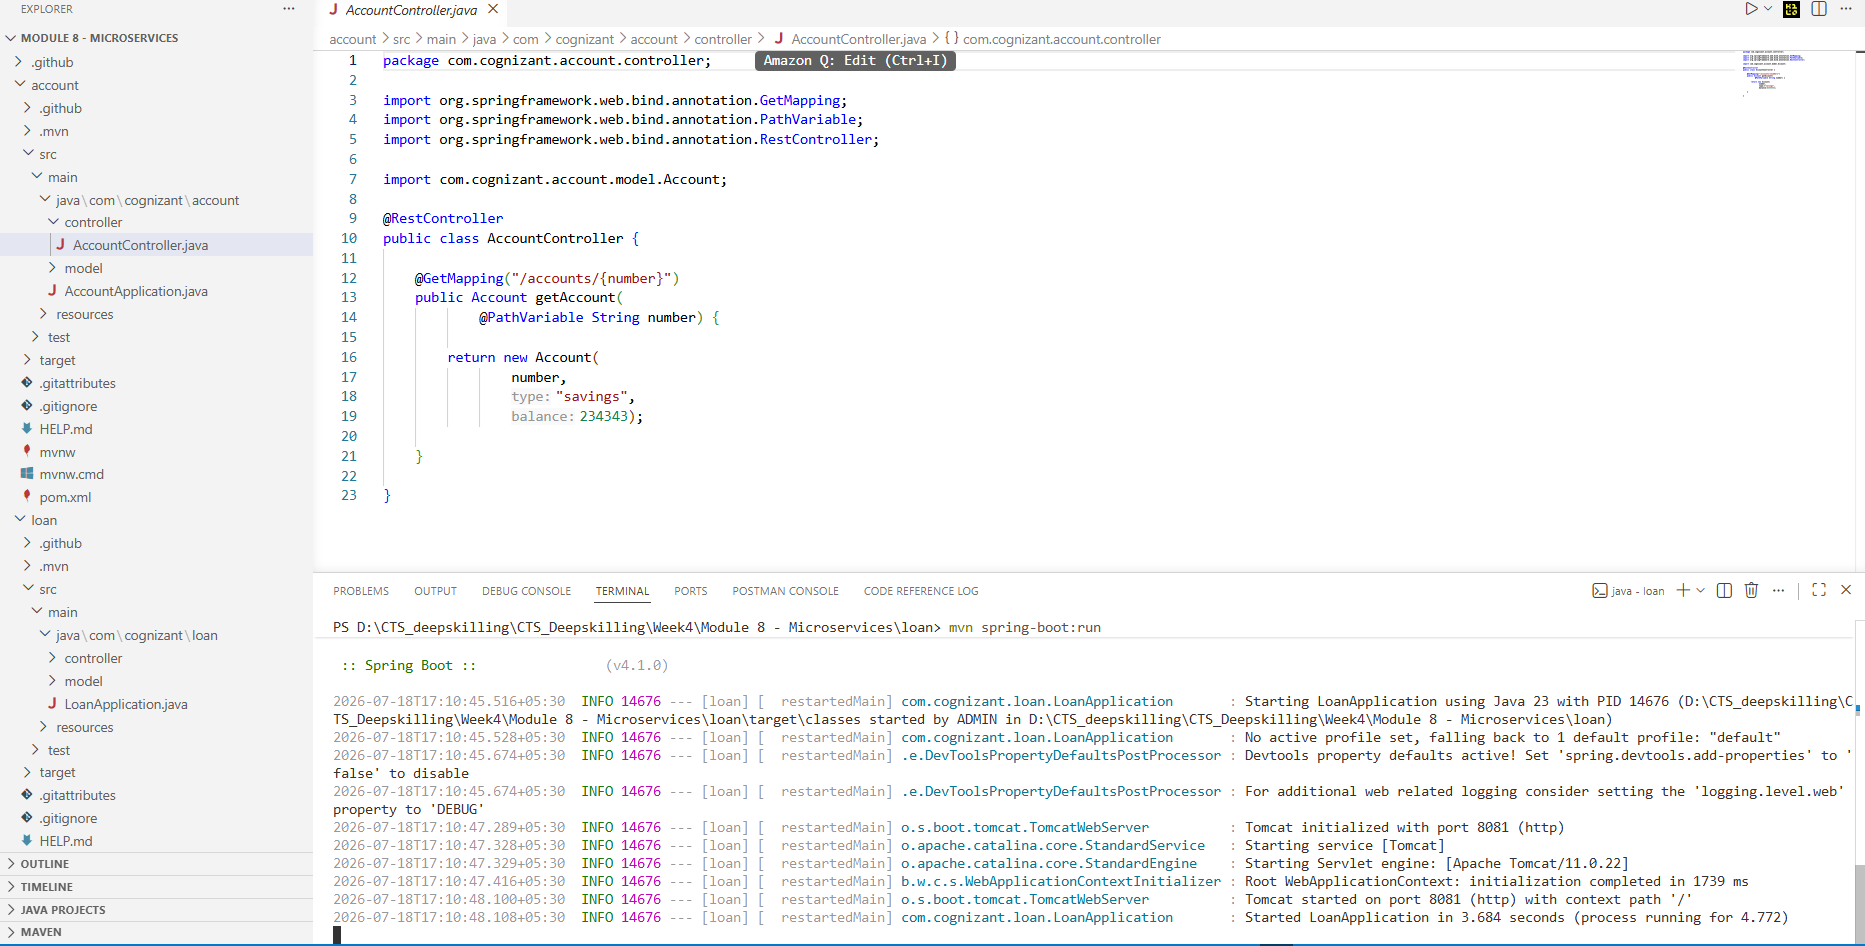 EXPLORER
MODULE 8 - MICROSERVICES
.github
account
.github
.mvn
src
main
java\com\cognizant\account
controller
AccountController.java
model
AccountApplication.java
resources
test
target
.gitattributes
.gitignore
HELP.md
mvnw
mvnw.cmd
pom.xml
loan
.github
.mvn
src
main
java\com\cognizant\loan
controller
model
LoanApplication.java
resources
test
target
.gitattributes
.gitignore
HELP.md
OUTLINE
TIMELINE
JAVA PROJECTS
MAVEN
AccountController.java
account > src > main > java > com > cognizant > account > controller > AccountController.java > {} com.cognizant.account.controller
1 package com.cognizant.account.controller; Amazon Q: Edit (Ctrl+I)
2
3 import org.springframework.web.bind.annotation.GetMapping;
4 import org.springframework.web.bind.annotation.PathVariable;
5 import org.springframework.web.bind.annotation.RestController;
6
7 import com.cognizant.account.model.Account;
8
9 @RestController
10 public class AccountController {
11
12 @GetMapping("/accounts/{number}")
13 public Account getAccount(
14 @PathVariable String number) {
15
16 return new Account(
17 number,
18 type: "savings",
19 balance: 234343);
20
21 }
22
23 }
PROBLEMS OUTPUT DEBUG CONSOLE TERMINAL PORTS POSTMAN CONSOLE CODE REFERENCE LOG java - loan
PS D:\CTS_deepskilling\CTS_Deepskilling\Week4\Module 8 - Microservices\loan> mvn spring-boot:run
:: Spring Boot :: (v4.1.0)
2026-07-18T17:10:45.516+05:30 INFO 14676 --- [loan] [ restartedMain] com.cognizant.loan.LoanApplication : Starting LoanApplication using Java 23 with PID 14676 (D:\CTS_deepskilling\C
TS_Deepskilling\Week4\Module 8 - Microservices\loan\target\classes started by ADMIN in D:\CTS_deepskilling\CTS_Deepskilling\Week4\Module 8 - Microservices\loan)
2026-07-18T17:10:45.528+05:30 INFO 14676 --- [loan] [ restartedMain] com.cognizant.loan.LoanApplication : No active profile set, falling back to 1 default profile: "default"
2026-07-18T17:10:45.674+05:30 INFO 14676 --- [loan] [ restartedMain] .e.DevToolsPropertyDefaultsPostProcessor : Devtools property defaults active! Set 'spring.devtools.add-properties' to '
false' to disable
2026-07-18T17:10:45.674+05:30 INFO 14676 --- [loan] [ restartedMain] .e.DevToolsPropertyDefaultsPostProcessor : For additional web related logging consider setting the 'logging.level.web'
property to 'DEBUG'
2026-07-18T17:10:47.289+05:30 INFO 14676 --- [loan] [ restartedMain] o.s.boot.tomcat.TomcatWebServer : Tomcat initialized with port 8081 (http)
2026-07-18T17:10:47.328+05:30 INFO 14676 --- [loan] [ restartedMain] o.apache.catalina.core.StandardService : Starting service [Tomcat]
2026-07-18T17:10:47.329+05:30 INFO 14676 --- [loan] [ restartedMain] o.apache.catalina.core.StandardEngine : Starting Servlet engine: [Apache Tomcat/11.0.22]
2026-07-18T17:10:47.416+05:30 INFO 14676 --- [loan] [ restartedMain] b.w.c.s.WebApplicationContextInitializer : Root WebApplicationContext: initialization completed in 1739 ms
2026-07-18T17:10:48.100+05:30 INFO 14676 --- [loan] [ restartedMain] o.s.boot.tomcat.TomcatWebServer : Tomcat started on port 8081 (http) with context path '/'
2026-07-18T17:10:48.108+05:30 INFO 14676 --- [loan] [ restartedMain] com.cognizant.loan.LoanApplication : Started LoanApplication in 3.684 seconds (process running for 4.772)